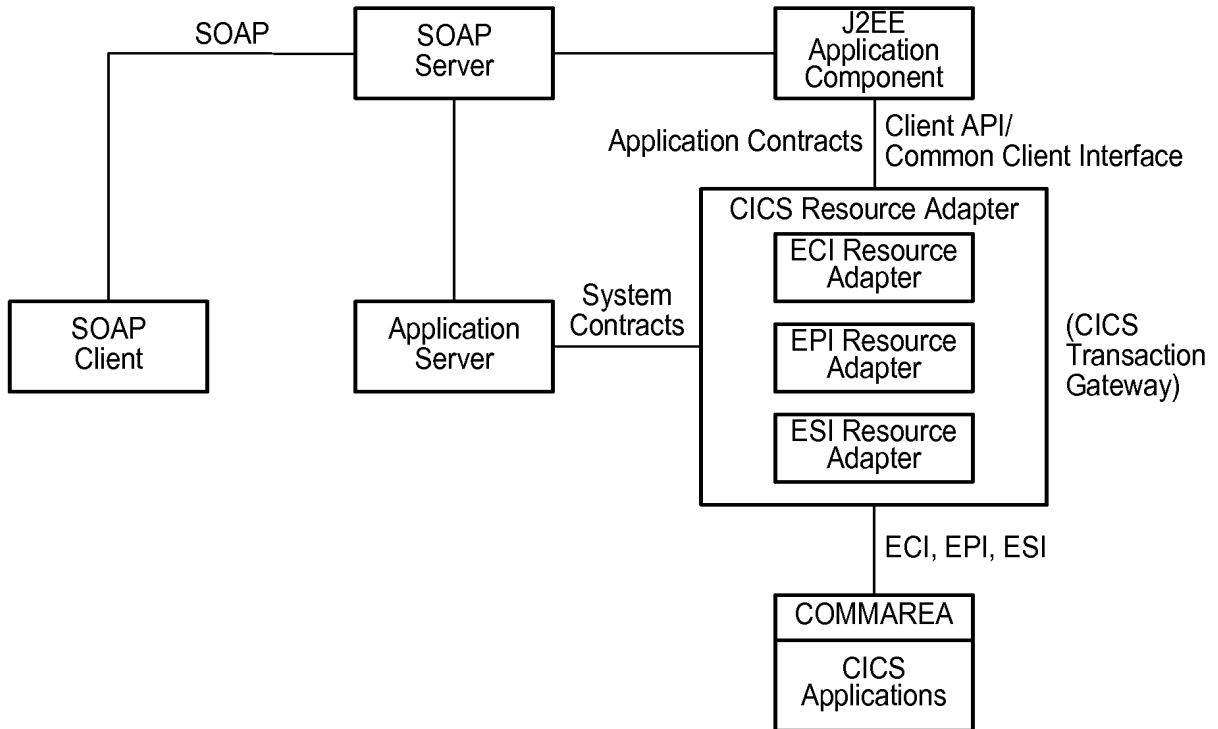 SOAP
SOAP
Server
J2EE
Application
Component
Application Contracts
Client API/
Common Client Interface
CICS Resource Adapter
ECI Resource
Adapter
System
Contracts
SOAP
Client
Application
Server
EPI Resource
Adapter
(CICS
Transaction
Gateway)
ESI Resource
Adapter
ECI, EPI, ESI
COMMAREA
CICS
Applications